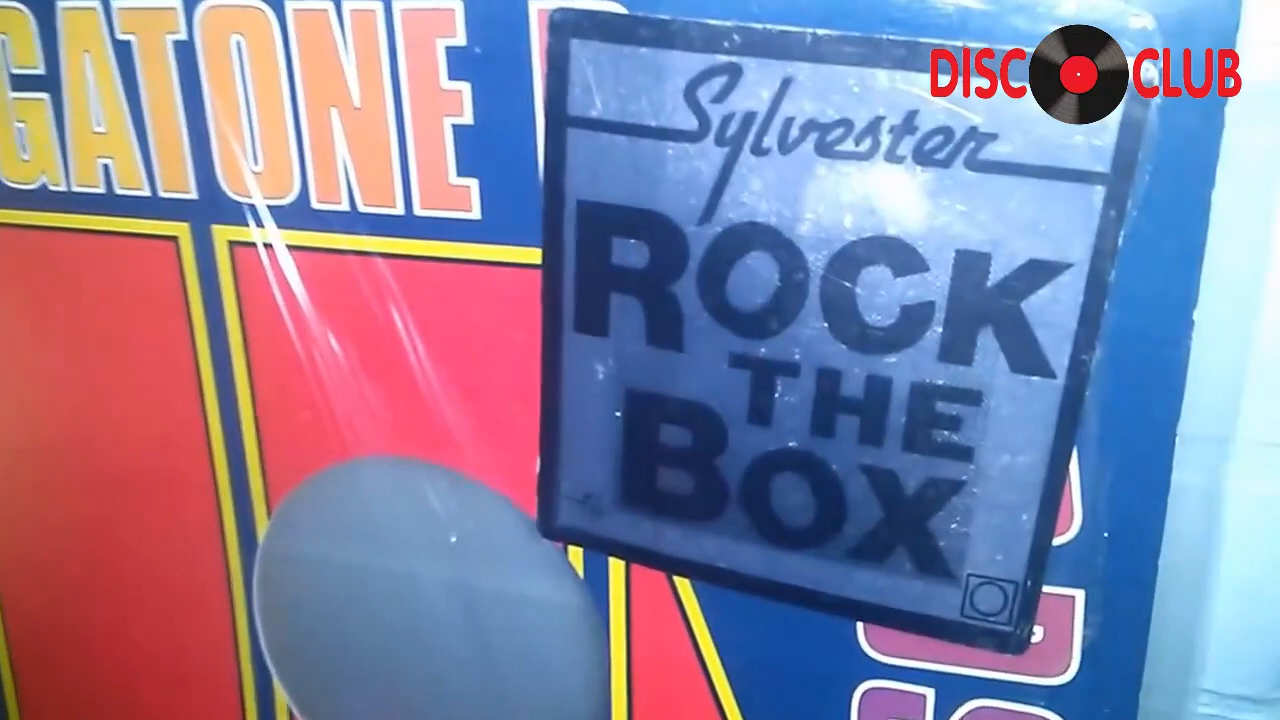 GATONE
DISC CLUB
Sylvester
ROCK
THE
BOX